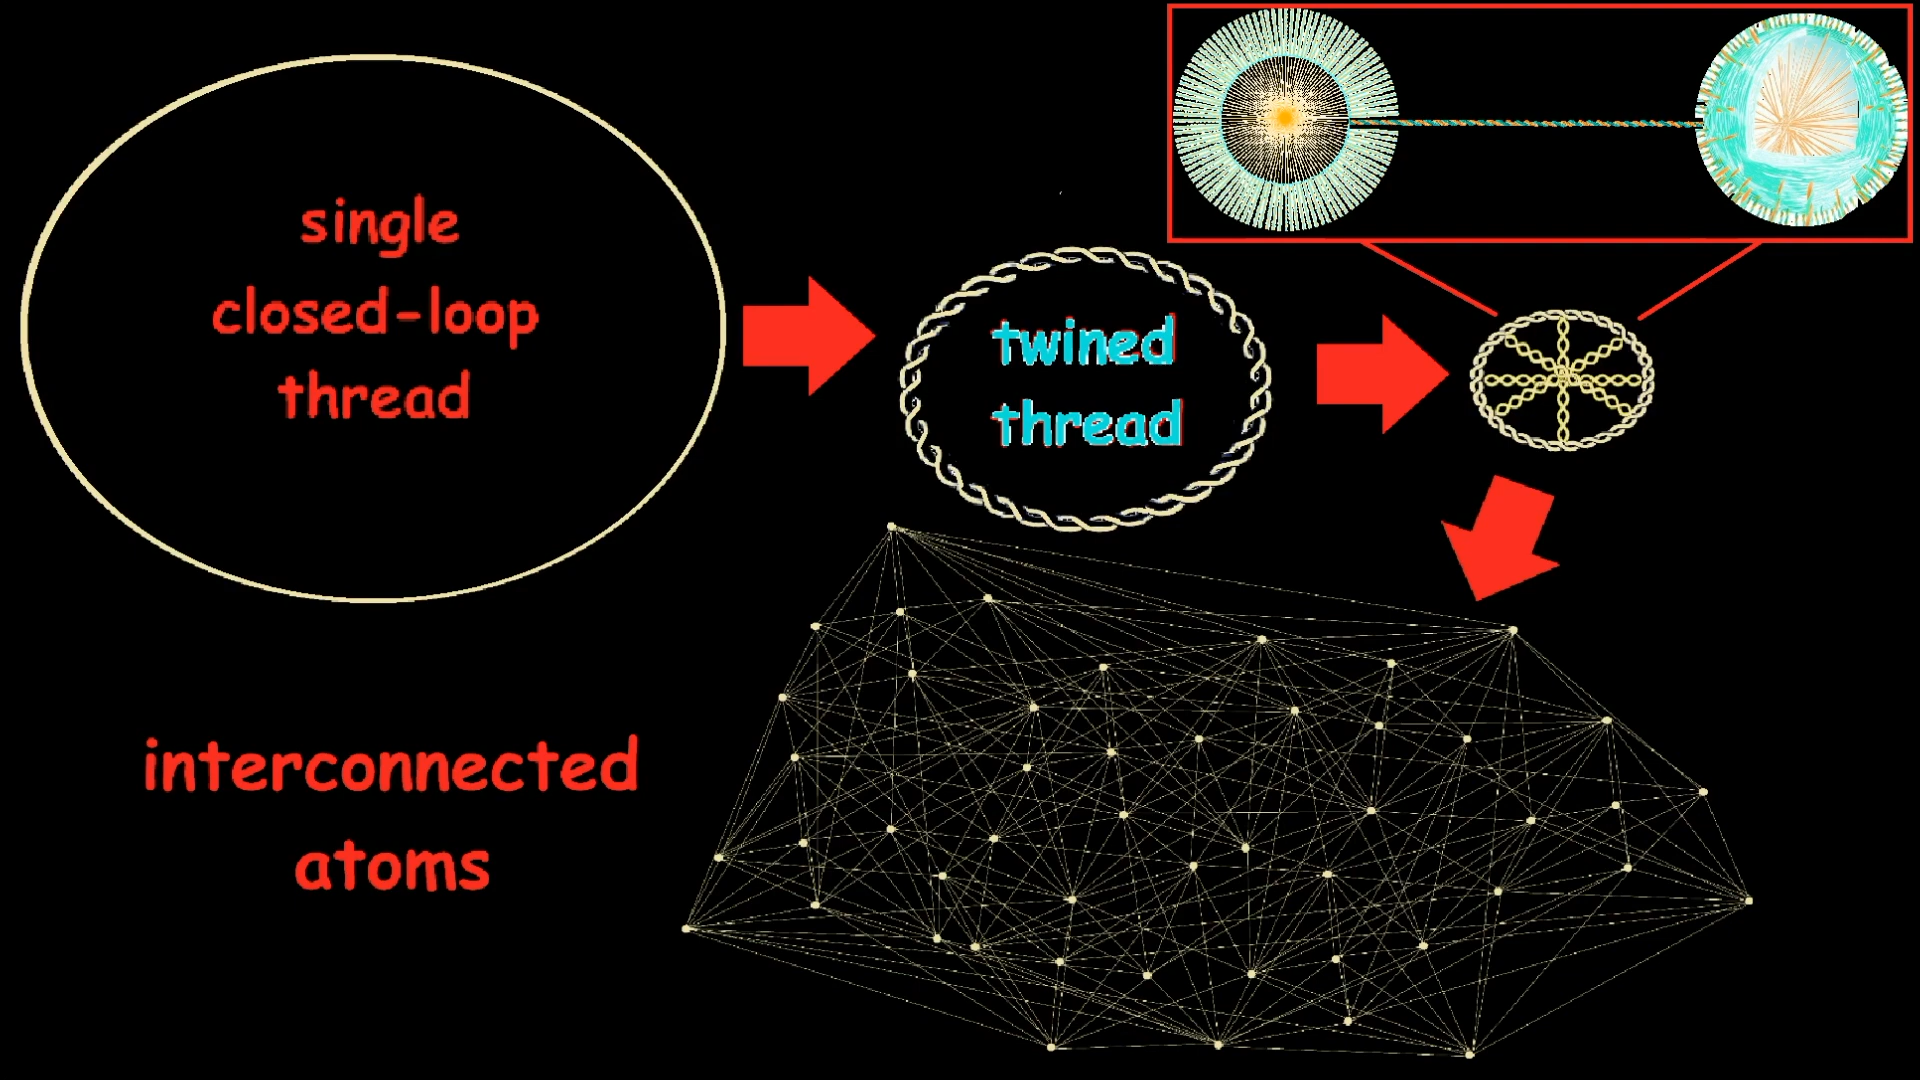 single
closed-loop
thread
twined
thread
interconnected
atoms